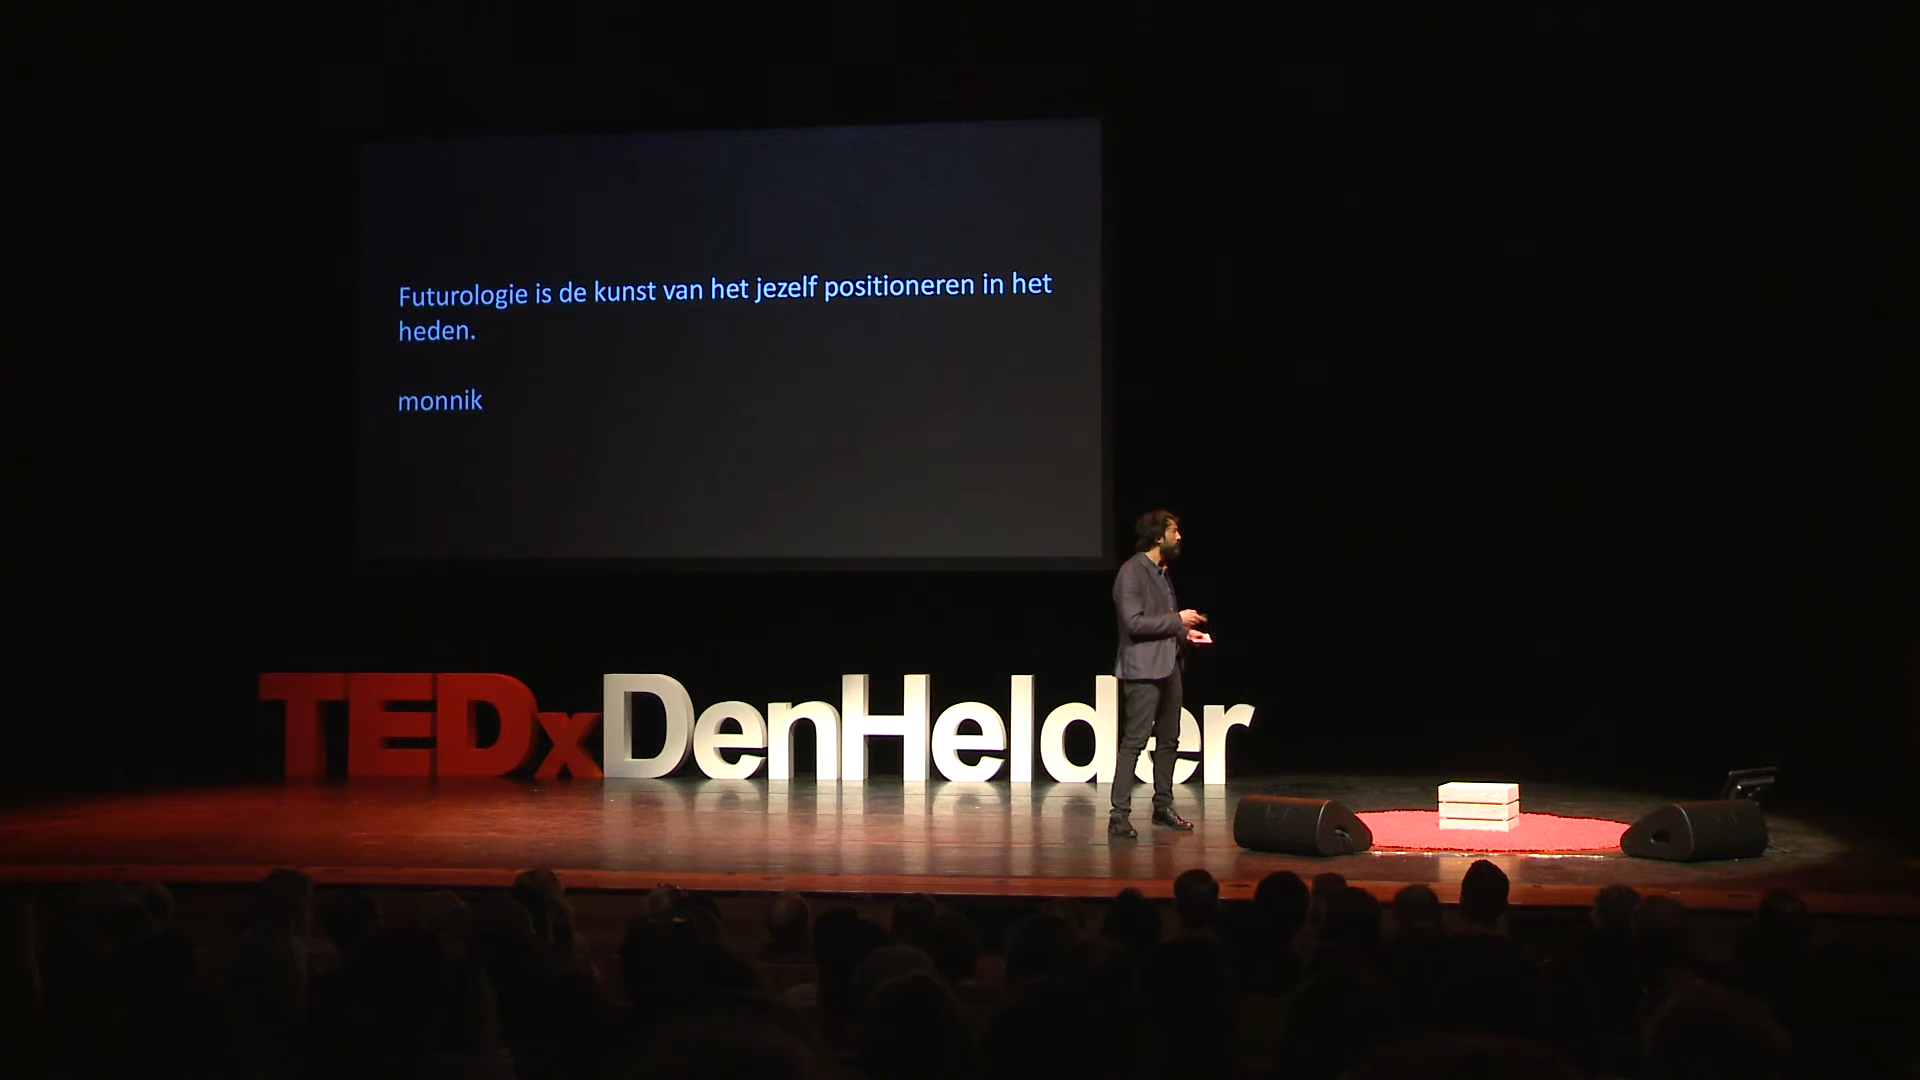 Futurologie is de kunst van het jezelf positioneren in het
heden.
monnik
TEDxDenHelder